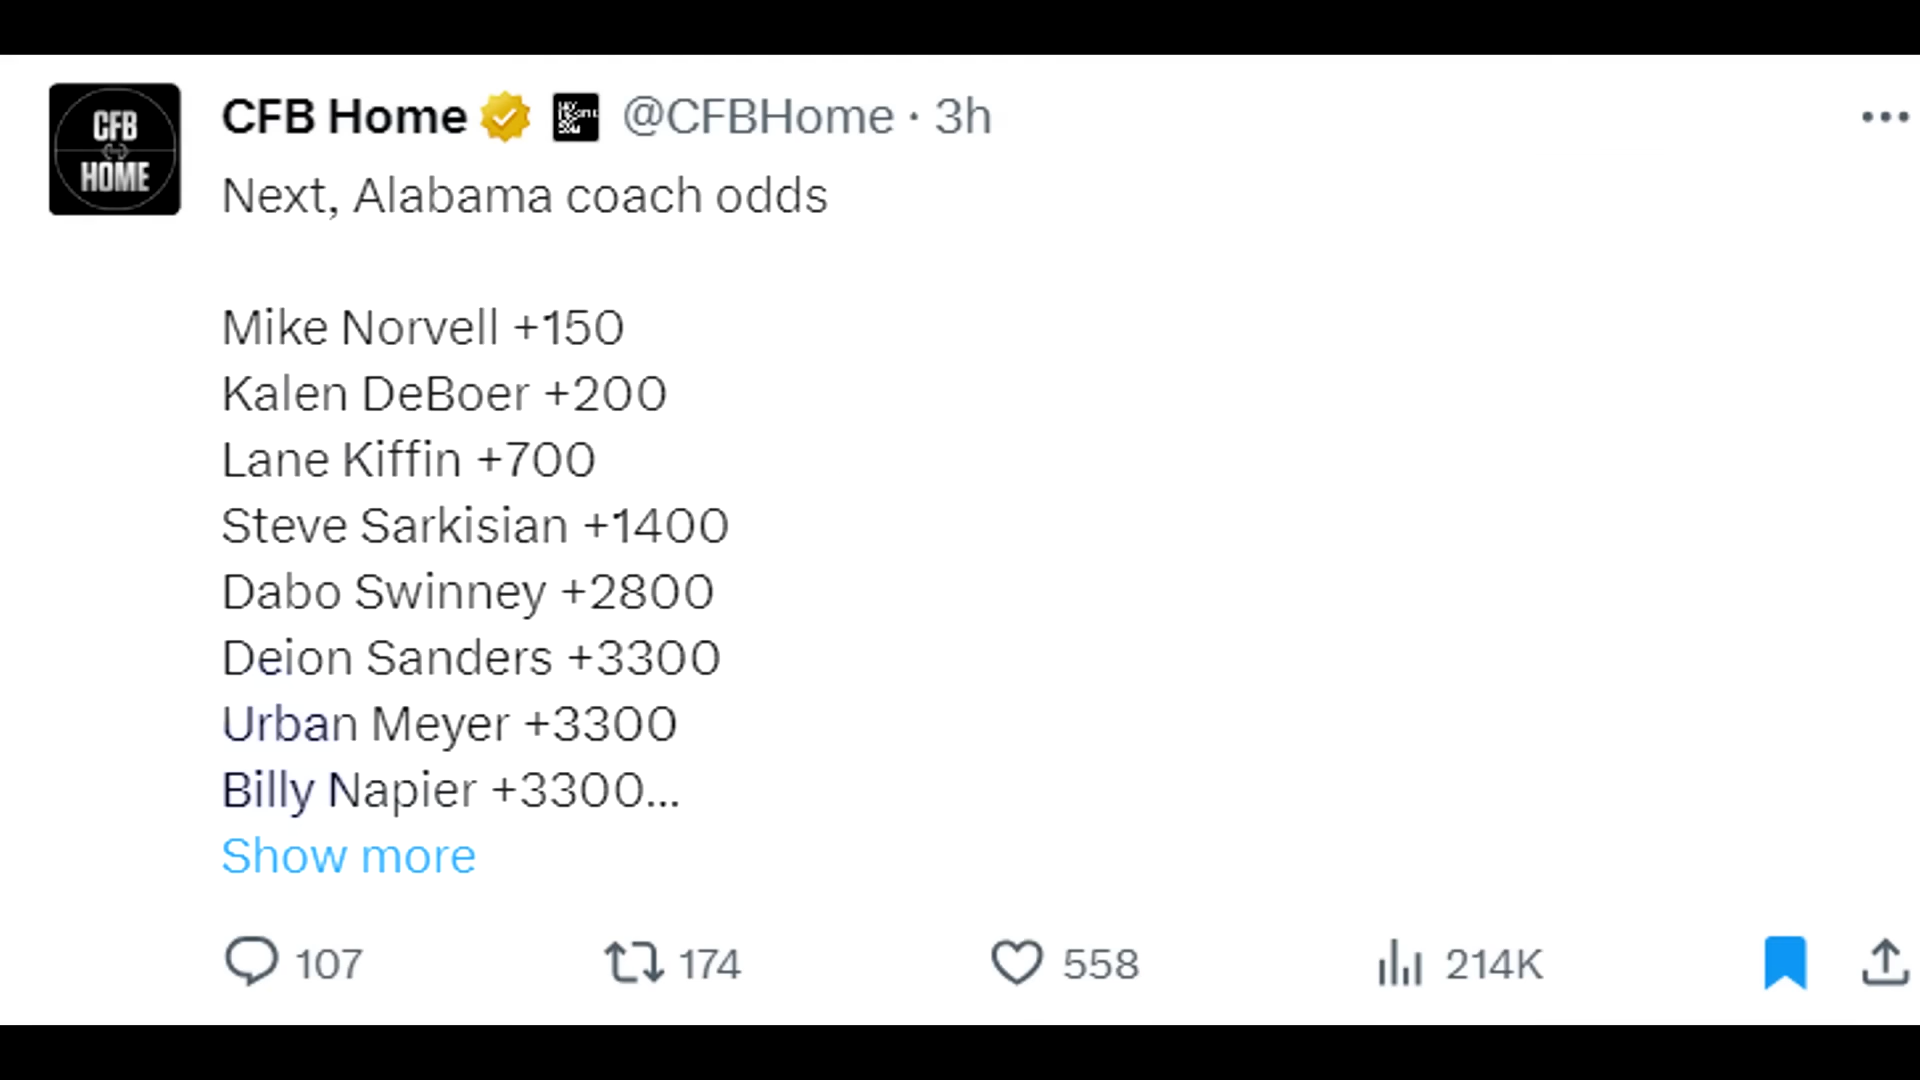 CFB
HOME
CFB Home @CFBHome · 3h
Next, Alabama coach odds
Mike Norvell +150
Kalen DeBoer +200
Lane Kiffin +700
Steve Sarkisian +1400
Dabo Swinney +2800
Deion Sanders +3300
Urban Meyer +3300
Billy Napier +3300...
Show more
107 174 558 214K